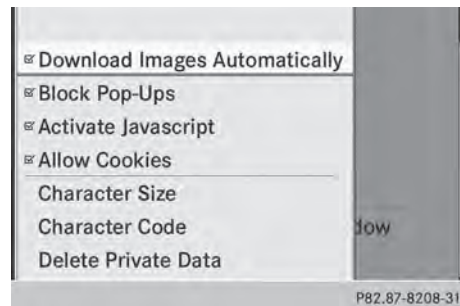 Download Images Automatically
Block Pop-Ups
Activate Javascript
Allow Cookies
Character Size
Character Code
dow
Delete Private Data
P82.87-8208-31